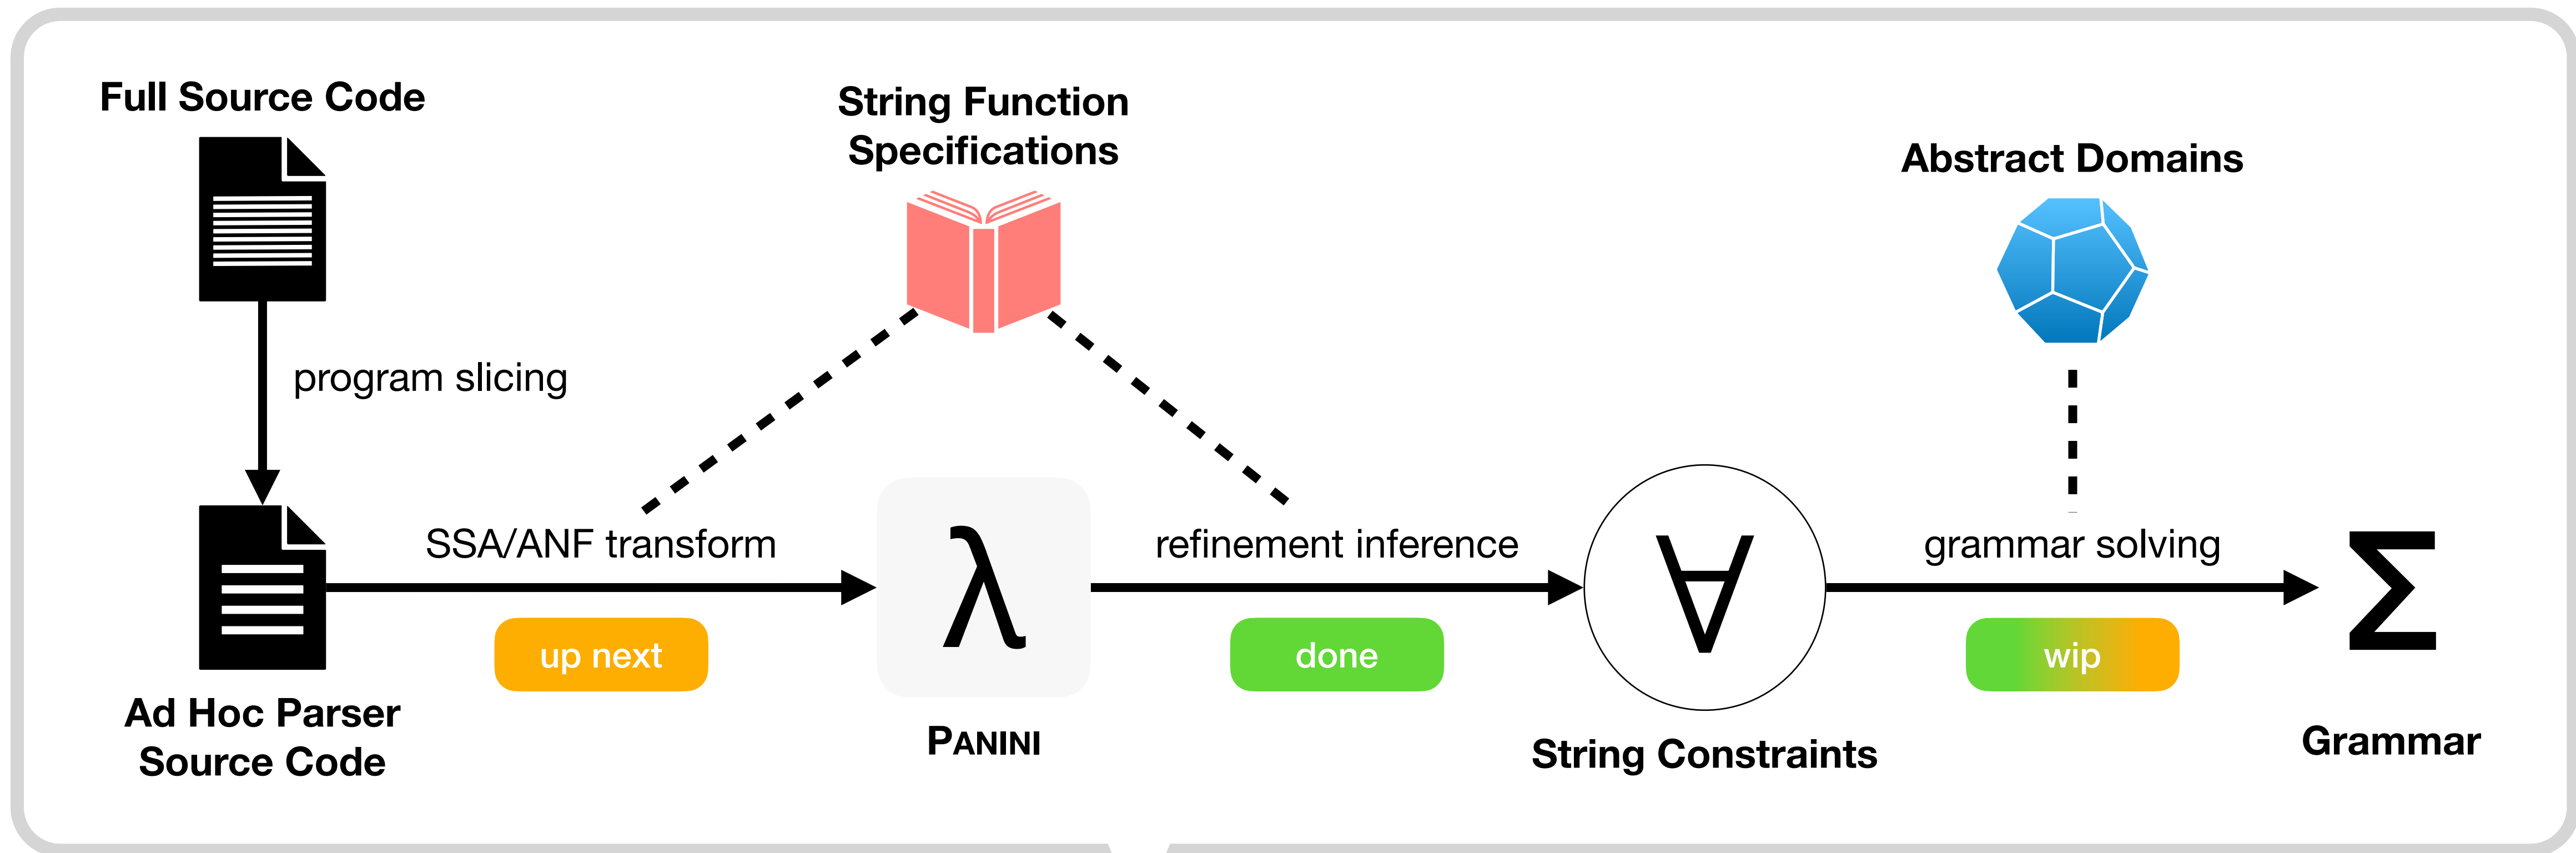 Full Source Code
String Function
Specifications
Abstract Domains
program slicing
SSA/ANF transform
λ
refinement inference
∀
grammar solving
Σ
up next
done
wip
Ad Hoc Parser
Source Code
PANINI
String Constraints
Grammar